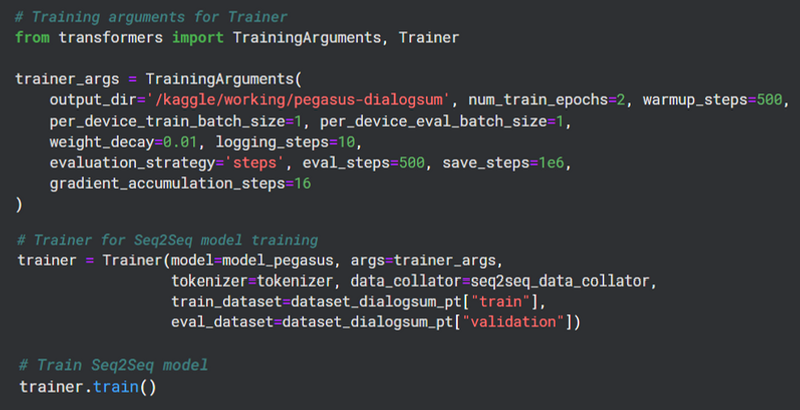 # Training arguments for Trainer
from transformers import TrainingArguments, Trainer
trainer_args = TrainingArguments(
output_dir='/kaggle/working/pegasus-dialogsum', num_train_epochs=2, warmup_steps=500,
per_device_train_batch_size=1, per_device_eval_batch_size=1,
weight_decay=0.01, logging_steps=10,
evaluation_strategy='steps', eval_steps=500, save_steps=1e6,
gradient_accumulation_steps=16
)
# Trainer for Seq2Seq model training
trainer = Trainer(model=model_pegasus, args=trainer_args,
tokenizer=tokenizer, data_collator=seq2seq_data_collator,
train_dataset=dataset_dialogsum_pt["train"],
eval_dataset=dataset_dialogsum_pt["validation"])
# Train Seq2Seq model
trainer.train()